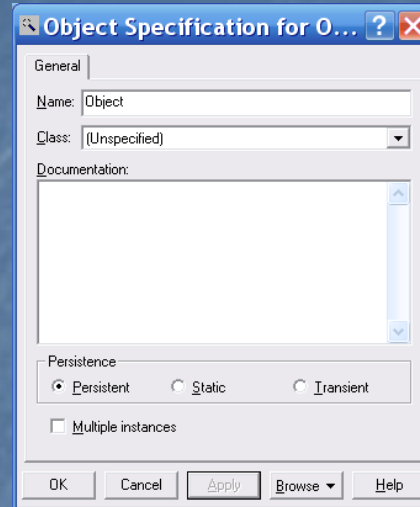 Object Specification for O...
General
Name: Object
Class: (Unspecified)
Documentation:
Persistence
Persistent Static Transient
Multiple instances
OK Cancel Apply Browse Help